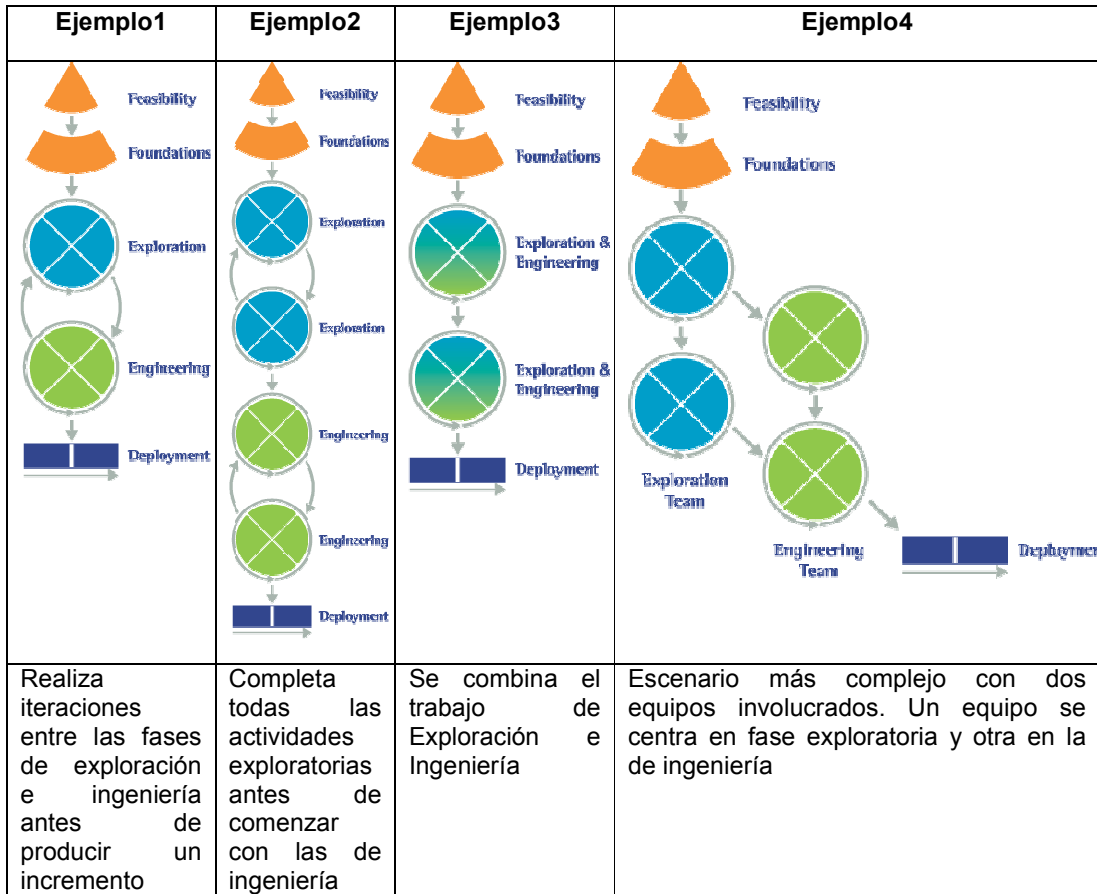 Ejemplo1
Ejemplo2
Ejemplo3
Ejemplo4
Feasibility
Foundations
Exploration
Engineering
Deployment
Feasibility
Foundations
Exploration
Exploration
Engineering
Engineering
Deployment
Feasibility
Foundations
Exploration &
Engineering
Exploration &
Engineering
Deployment
Feasibility
Foundations
Exploration
Team
Engineering
Team
Deploymen
Realiza
iteraciones
entre las fases
de exploración
e ingeniería
antes de
producir un
incremento
Completa
todas las
actividades
exploratorias
antes de
comenzar
con las de
ingeniería
Se combina el
trabajo de
Exploración e
Ingeniería
Escenario más complejo con dos
equipos involucrados. Un equipo se
centra en fase exploratoria y otra en la
de ingeniería